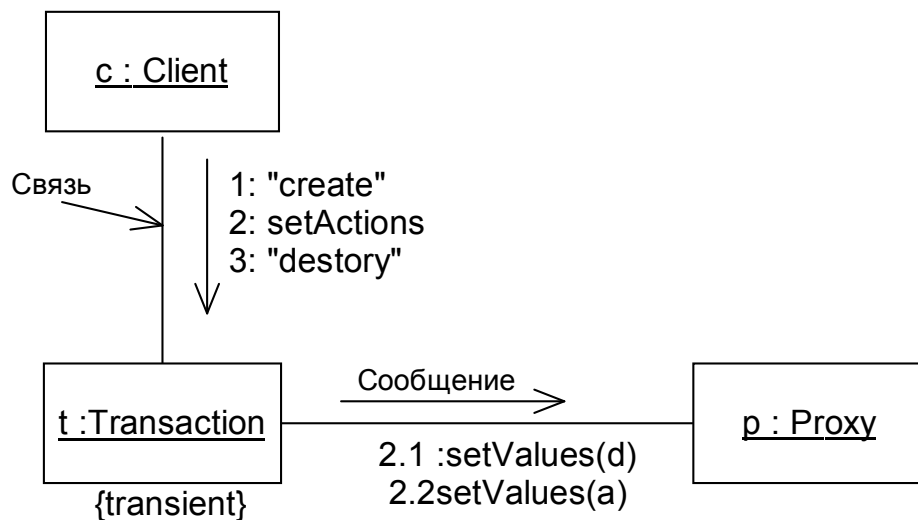 c : Client
Связь
1: "create"
2: setActions
3: "destory"
Сообщение
t :Transaction
p : Proxy
2.1 :setValues(d)
2.2setValues(a)
{transient}